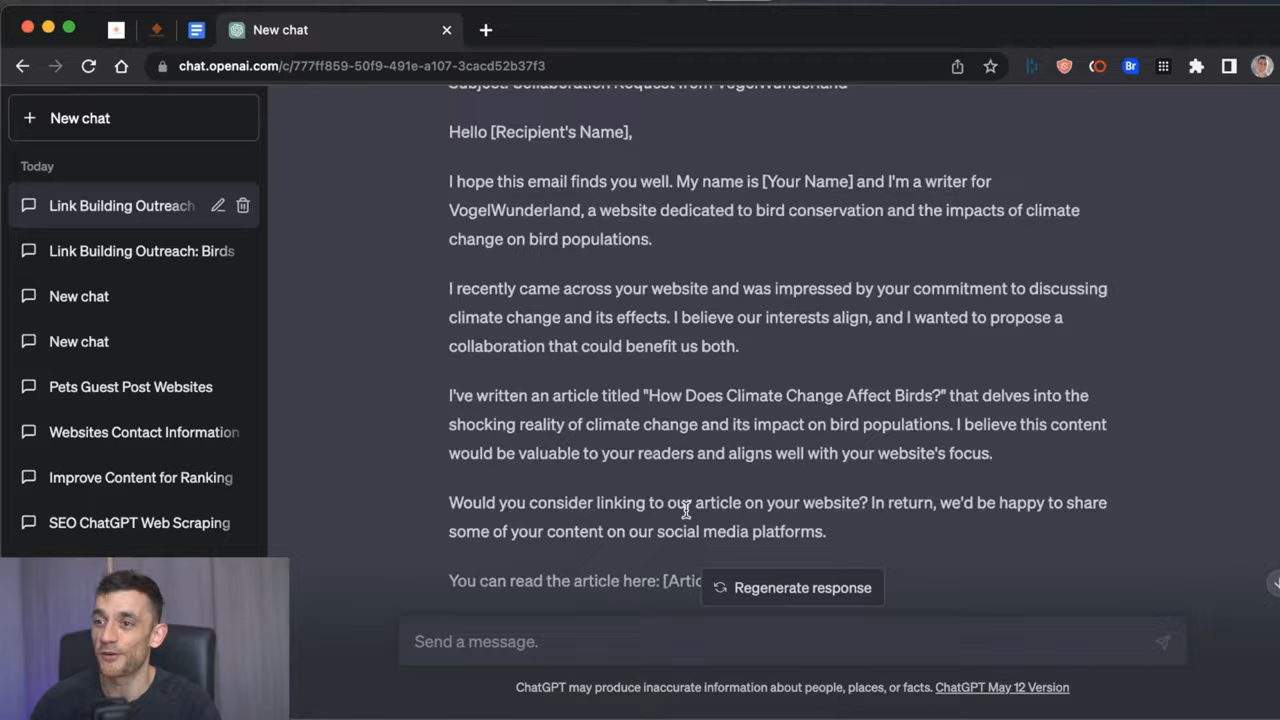 New chat
chat.openai.com/c/777ff859-50f9-491e-a107-3cacd52b37f3
Br
New chat
Today
Link Building Outreach
Link Building Outreach: Birds
New chat
New chat
Pets Guest Post Websites
Websites Contact Information
Improve Content for Ranking
SEO ChatGPT Web Scraping
Subject: Collaboration Request from VogelWunderland
Hello [Recipient's Name],
I hope this email finds you well. My name is [Your Name] and I'm a writer for
VogelWunderland, a website dedicated to bird conservation and the impacts of climate
change on bird populations.
I recently came across your website and was impressed by your commitment to discussing
climate change and its effects. I believe our interests align, and I wanted to propose a
collaboration that could benefit us both.
I've written an article titled "How Does Climate Change Affect Birds?" that delves into the
shocking reality of climate change and its impact on bird populations. I believe this content
would be valuable to your readers and aligns well with your website's focus.
Would you consider linking to our article on your website? In return, we'd be happy to share
some of your content on our social media platforms.
You can read the article here: [Artic
Regenerate response
Send a message.
ChatGPT may produce inaccurate information about people, places, or facts. ChatGPT May 12 Version